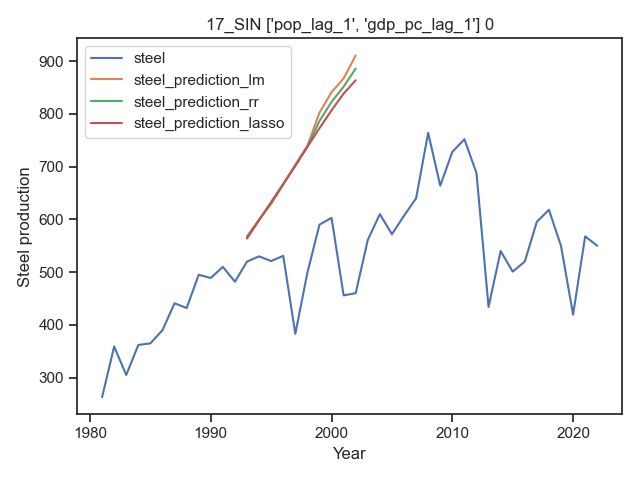 17_SIN ['pop_lag_1', 'gdp_pc_lag_1'] 0
steel
steel_prediction_lm
steel_prediction_rr
steel_prediction_lasso
Steel production
900
800
700
600
500
400
300
1980
1990
2000
2010
2020
Year